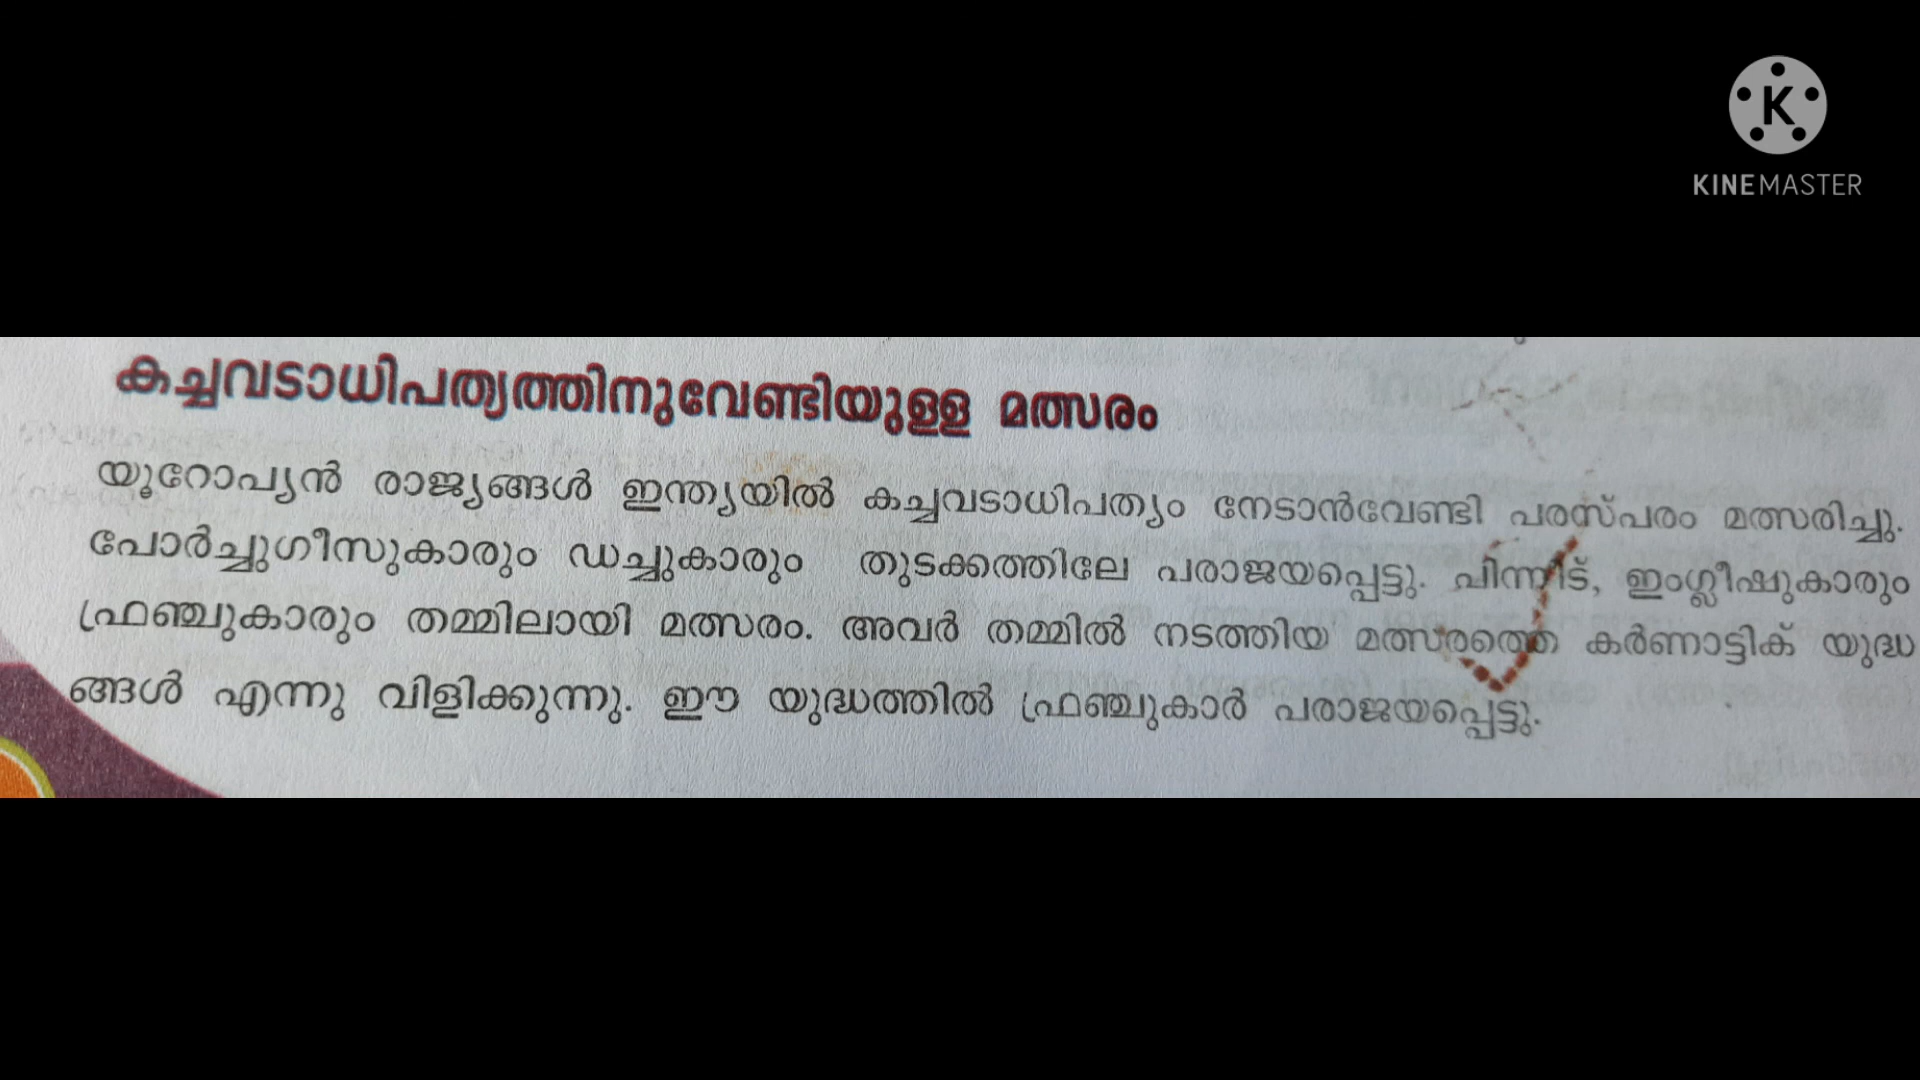 KINEMASTER
കച്ചവടാധിപത്യത്തിനുവേണ്ടിയുള്ള മത്സരം
യൂറോപ്യൻ രാജ്യങ്ങൾ ഇന്ത്യയിൽ കച്ചവടാധിപത്യം നേടാൻവേണ്ടി പരസ്പരം മത്സരിച്ചു.
പോർച്ചുഗീസുകാരും ഡച്ചുകാരും തുടക്കത്തിലേ പരാജയപ്പെട്ടു. പിന്നീട്, ഇംഗ്ലീഷുകാരും
ഫ്രഞ്ചുകാരും തമ്മിലായി മത്സരം. അവർ തമ്മിൽ നടത്തിയ മത്സരത്തെ കർണാട്ടിക് യുദ്ധ
ങ്ങൾ എന്നു വിളിക്കുന്നു. ഈ യുദ്ധത്തിൽ ഫ്രഞ്ചുകാർ പരാജയപ്പെട്ടു.